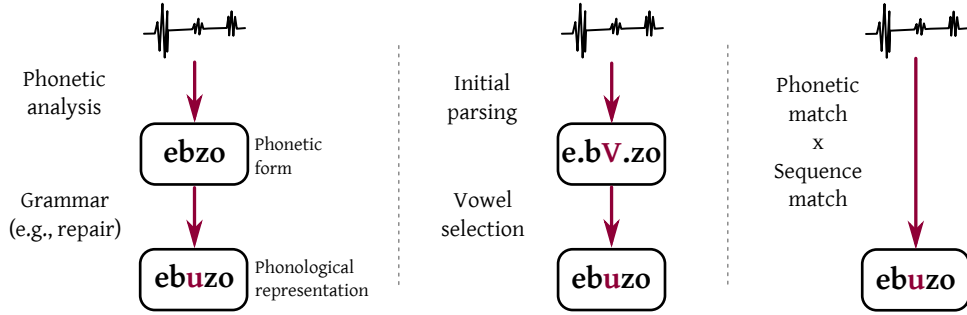 Phonetic
analysis
ebzo
Phonetic
form
Grammar
(e.g., repair)
ebuzo
Phonological
representation
Initial
parsing
e.bV.zo
Vowel
selection
ebuzo
Phonetic
match
x
Sequence
match
ebuzo